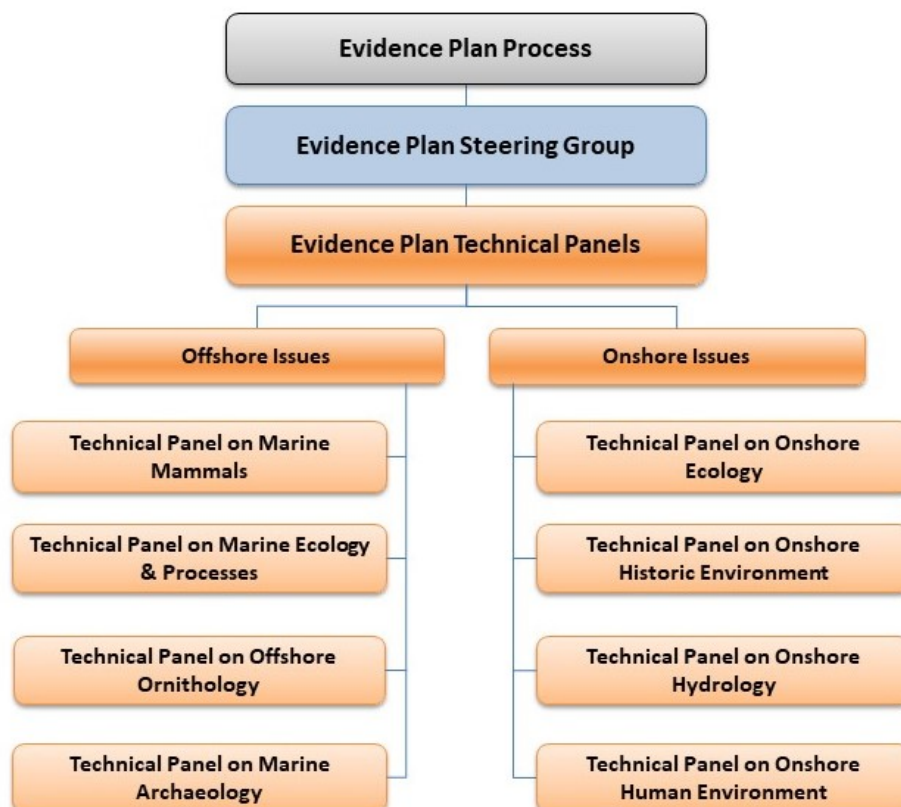 Evidence Plan Process
Evidence Plan Steering Group
Evidence Plan Technical Panels
Offshore Issues
Onshore Issues
Technical Panel on Marine
Mammals
Technical Panel on Marine Ecology
& Processes
Technical Panel on Offshore
Ornithology
Technical Panel on Marine
Archaeology
Technical Panel on Onshore
Ecology
Technical Panel on Onshore
Historic Environment
Technical Panel on Onshore
Hydrology
Technical Panel on Onshore
Human Environment